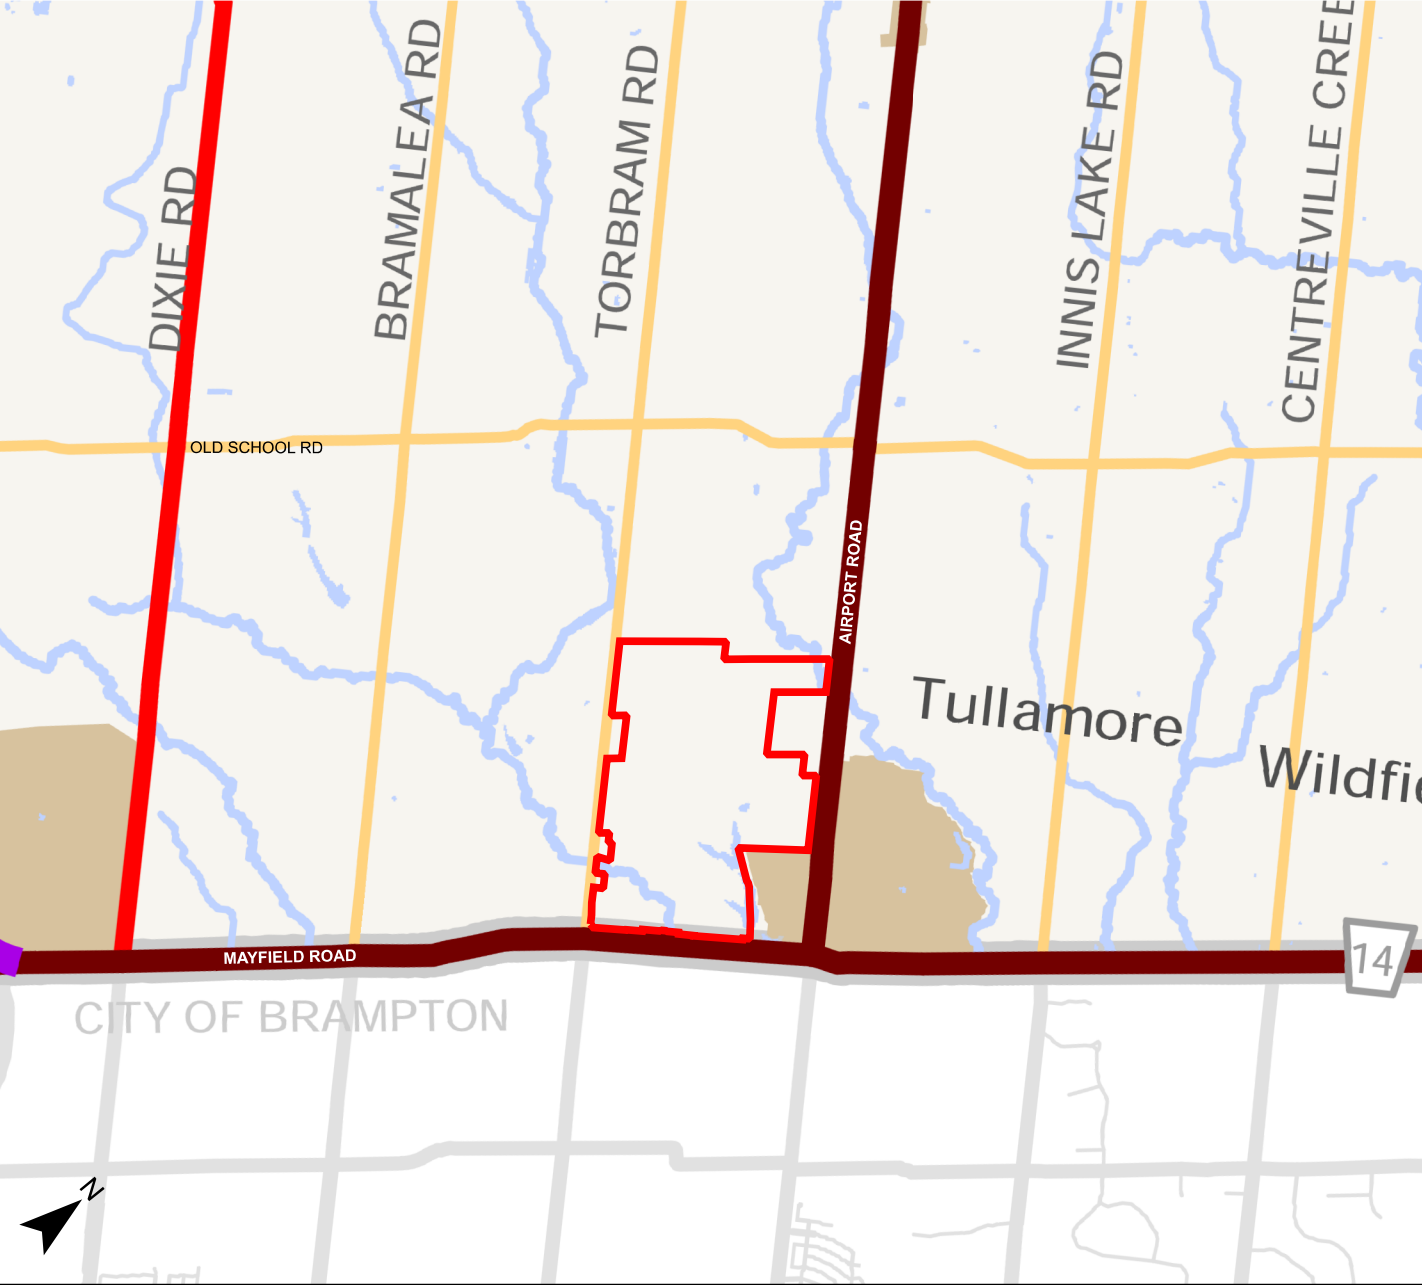 DIXIE RD
BRAMALEA RD
TORBRAM RD
INNIS LAKE RD
CENTREVILLE CREE
OLD SCHOOL RD
AIRPORT ROAD
Tullamore
Wildfie
MAYFIELD ROAD
14
CITY OF BRAMPTON
N